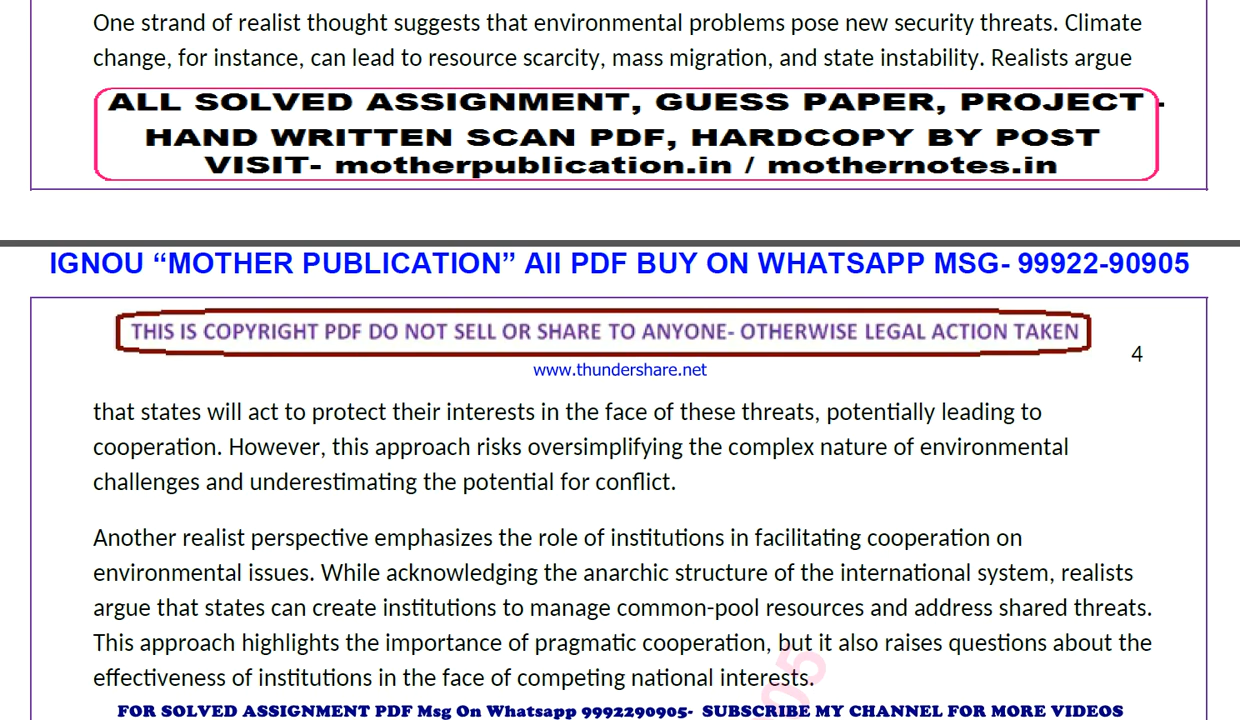 One strand of realist thought suggests that environmental problems pose new security threats. Climate
change, for instance, can lead to resource scarcity, mass migration, and state instability. Realists argue
ALL SOLVED ASSIGNMENT, GUESS PAPER, PROJECT -
HAND WRITTEN SCAN PDF, HARDCOPY BY POST
VISIT- motherpublication.in / mothernotes.in
IGNOU “MOTHER PUBLICATION” All PDF BUY ON WHATSAPP MSG- 99922-90905
THIS IS COPYRIGHT PDF DO NOT SELL OR SHARE TO ANYONE- OTHERWISE LEGAL ACTION TAKEN
4
www.thundershare.net
that states will act to protect their interests in the face of these threats, potentially leading to
cooperation. However, this approach risks oversimplifying the complex nature of environmental
challenges and underestimating the potential for conflict.
Another realist perspective emphasizes the role of institutions in facilitating cooperation on
environmental issues. While acknowledging the anarchic structure of the international system, realists
argue that states can create institutions to manage common-pool resources and address shared threats.
This approach highlights the importance of pragmatic cooperation, but it also raises questions about the
effectiveness of institutions in the face of competing national interests.
FOR SOLVED ASSIGNMENT PDF Msg On Whatsapp 9992290905- SUBSCRIBE MY CHANNEL FOR MORE VIDEOS